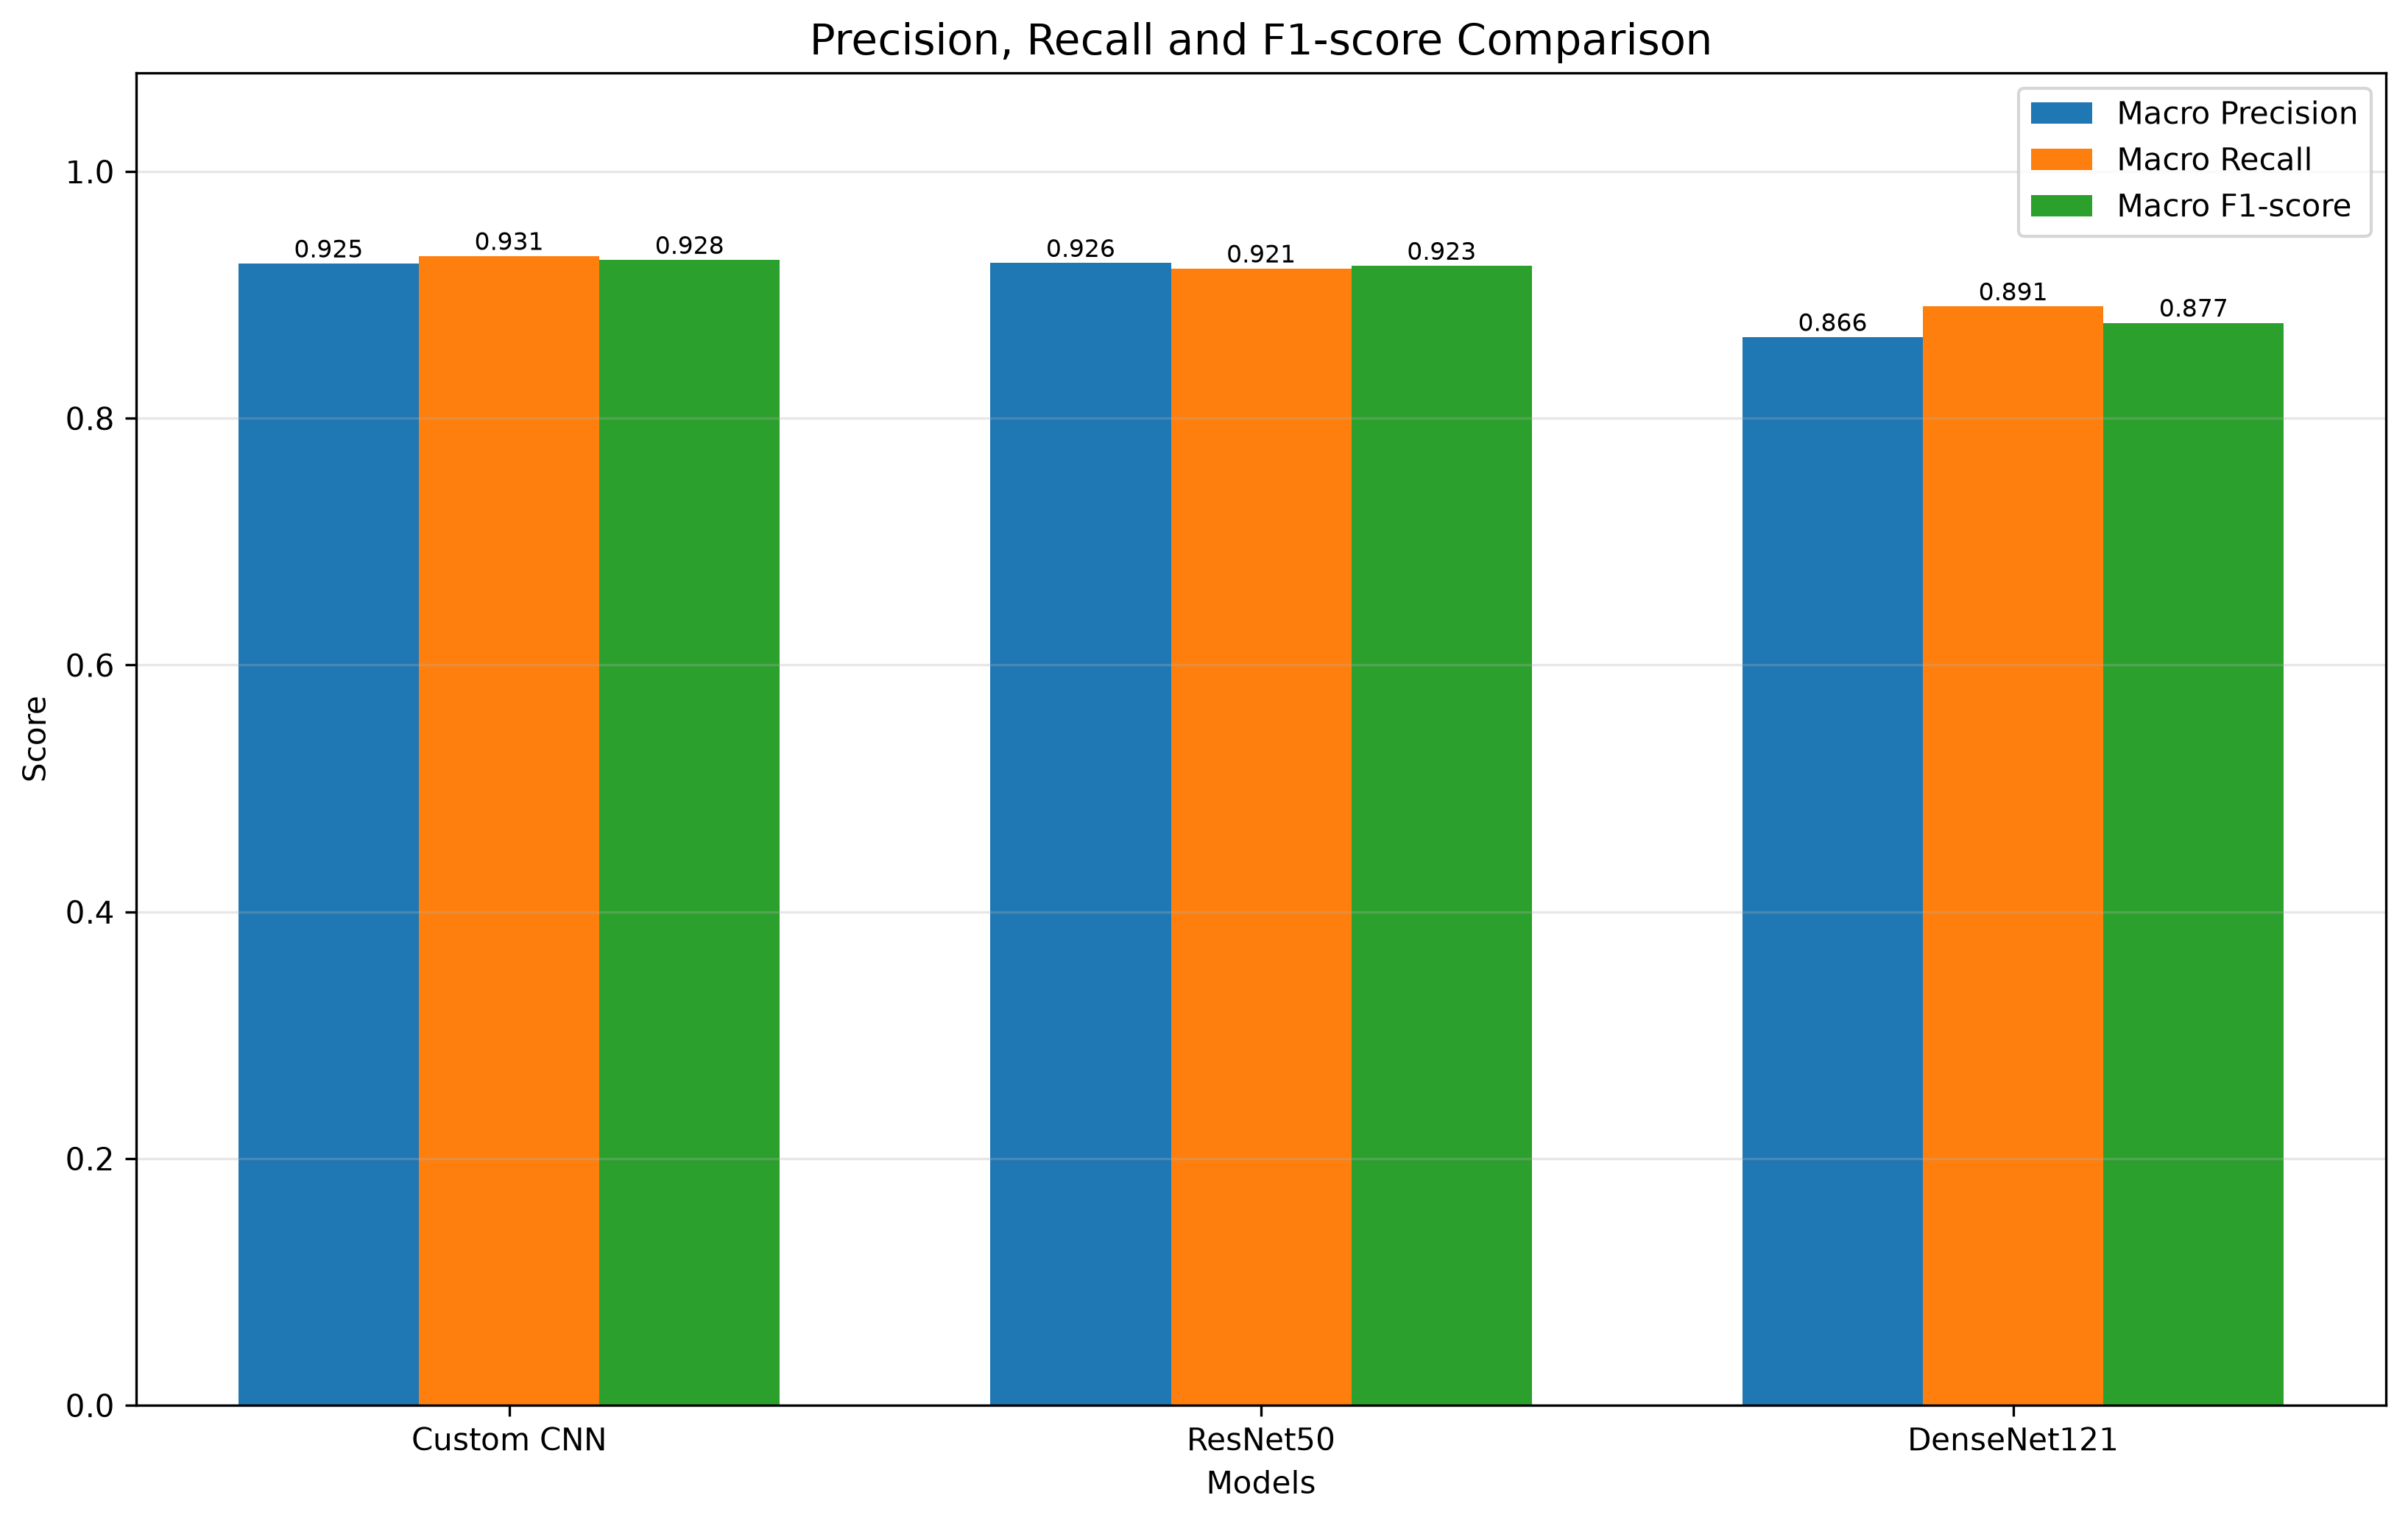 Precision, Recall and F1-score Comparison
Macro Precision
Macro Recall
Macro F1-score
1.0
0.8
0.6
0.4
0.2
0.0
Score
0.925
0.931
0.928
0.926
0.921
0.923
0.866
0.891
0.877
Custom CNN
ResNet50
DenseNet121
Models